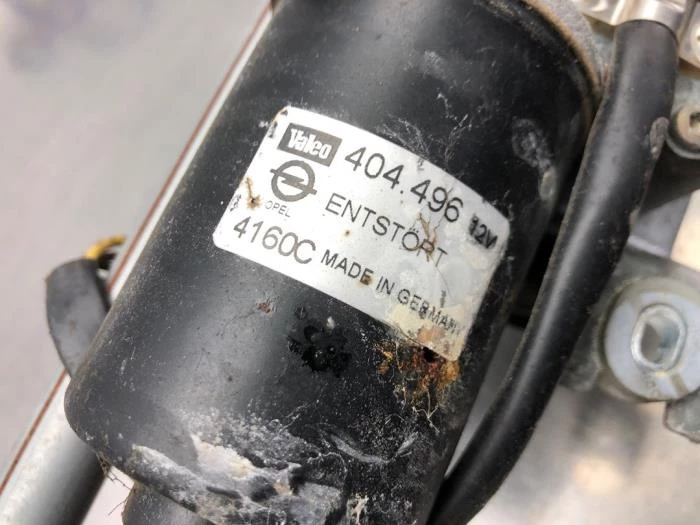 Valeo 404.496 12V
OPEL ENTSTÖRT
4160C MADE IN GERMANY